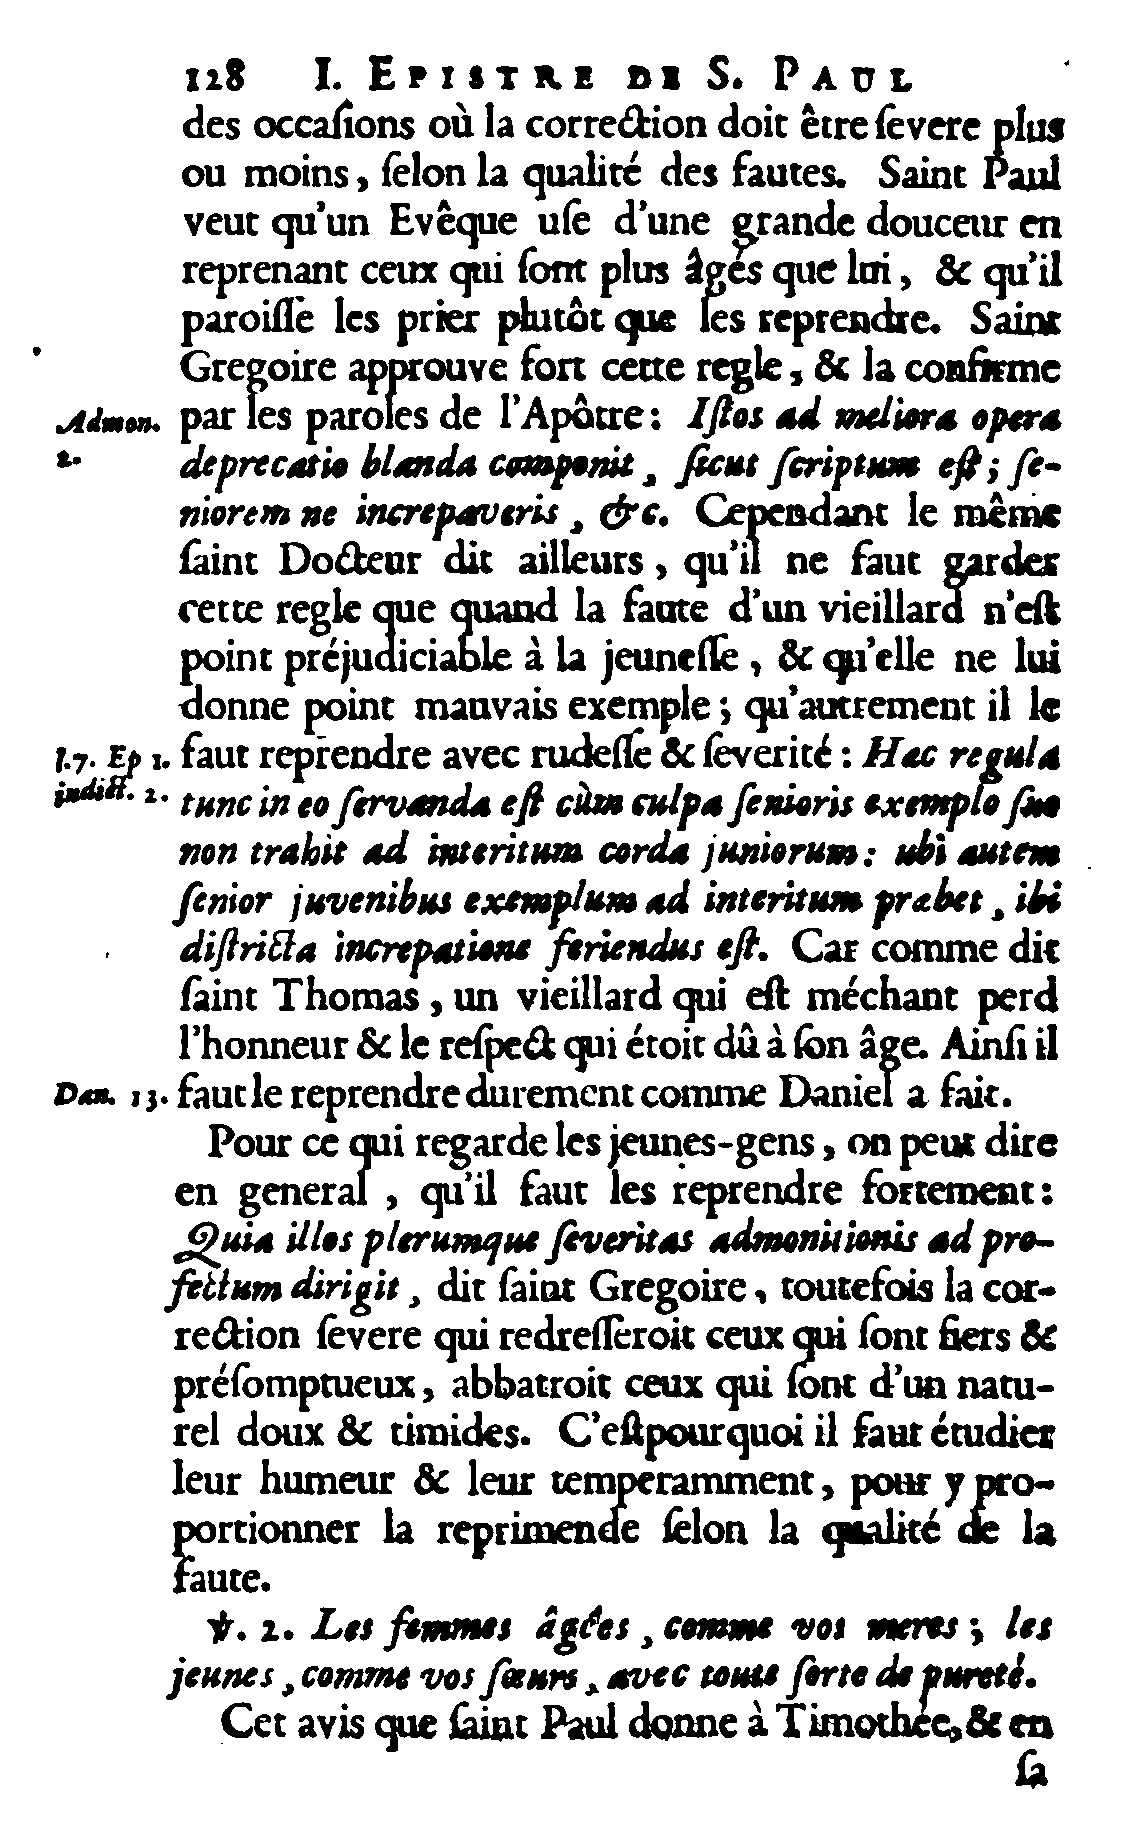 128 I. EPISTRE DE S. PAUL
des occaſions où la correction doit être ſevere plus
ou moins, ſelon la qualité des fautes. Saint Paul
veut qu'un Evêque uſe d'une grande douceur en
reprenant ceux qui ſont plus âgés que lui, & qu'il
paroiſſe les prier plutôt que les reprendre. Saint
Gregoire approuve fort cette regle, & la confirme
Admon. par les paroles de l'Apôtre: Iſtos ad meliora opera
2. deprecatio blanda componit, ſicut ſcriptum eſt; ſe-
niorem ne increpaveris, &c. Cependant le même
ſaint Docteur dit ailleurs, qu'il ne faut garder
cette regle que quand la faute d'un vieillard n'eſt
point préjudiciable à la jeuneſſe, & qu'elle ne lui
donne point mauvais exemple; qu'autrement il le
l.7. Ep 1. faut reprendre avec rudeſſe & ſeverité: Hac regula
indict. 2. tunc in eo ſervanda eſt cùm culpa ſenioris exemplo ſuo
non trahit ad interitum corda juniorum: ubi autem
ſenior juvenibus exemplum ad interitum præbet, ibi
diſtricta increpatione feriendus eſt. Car comme dit
ſaint Thomas, un vieillard qui eſt méchant perd
l'honneur & le reſpect qui étoit dû à ſon âge. Ainſi il
Dan. 13. faut le reprendre durement comme Daniel a fait.
Pour ce qui regarde les jeunes-gens, on peut dire
en general, qu'il faut les reprendre fortement:
Quia illos plerumque ſeveritas admonitionis ad pro-
fectum dirigit, dit ſaint Gregoire, toutefois la cor-
rection ſevere qui redreſſeroit ceux qui ſont fiers &
préſomptueux, abbatroit ceux qui ſont d'un natu-
rel doux & timides. C'eſtpourquoi il faut étudier
leur humeur & leur temperamment, pour y pro-
portionner la reprimende ſelon la qualité de la
faute.
℣. 2. Les femmes âgées, comme vos meres; les
jeunes, comme vos ſœurs, avec toute ſorte de pureté.
Cet avis que ſaint Paul donne à Timothée, & en
ſa